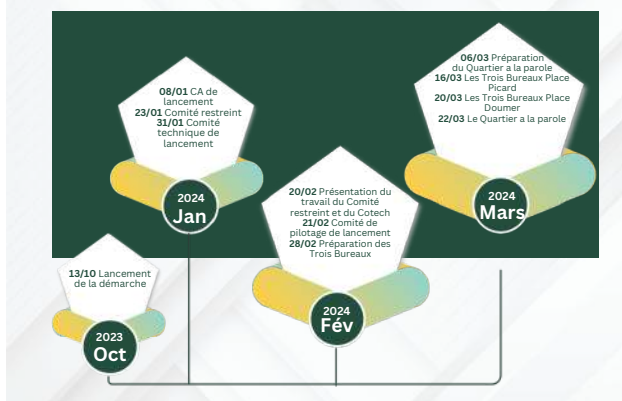 13/10 Lancement
de la démarche
2023
Oct
08/01 CA de
lancement
23/01 Comité restreint
31/01 Comité
technique de
lancement
2024
Jan
20/02 Présentation du
travail du Comité
restreint et du Cotech
21/02 Comité de
pilotage de lancement
28/02 Préparation des
Trois Bureaux
2024
Fév
06/03 Préparation
du Quartier a la parole
16/03 Les Trois Bureaux Place
Picard
20/03 Les Trois Bureaux Place
Doumer
22/03 Le Quartier a la parole
2024
Mars